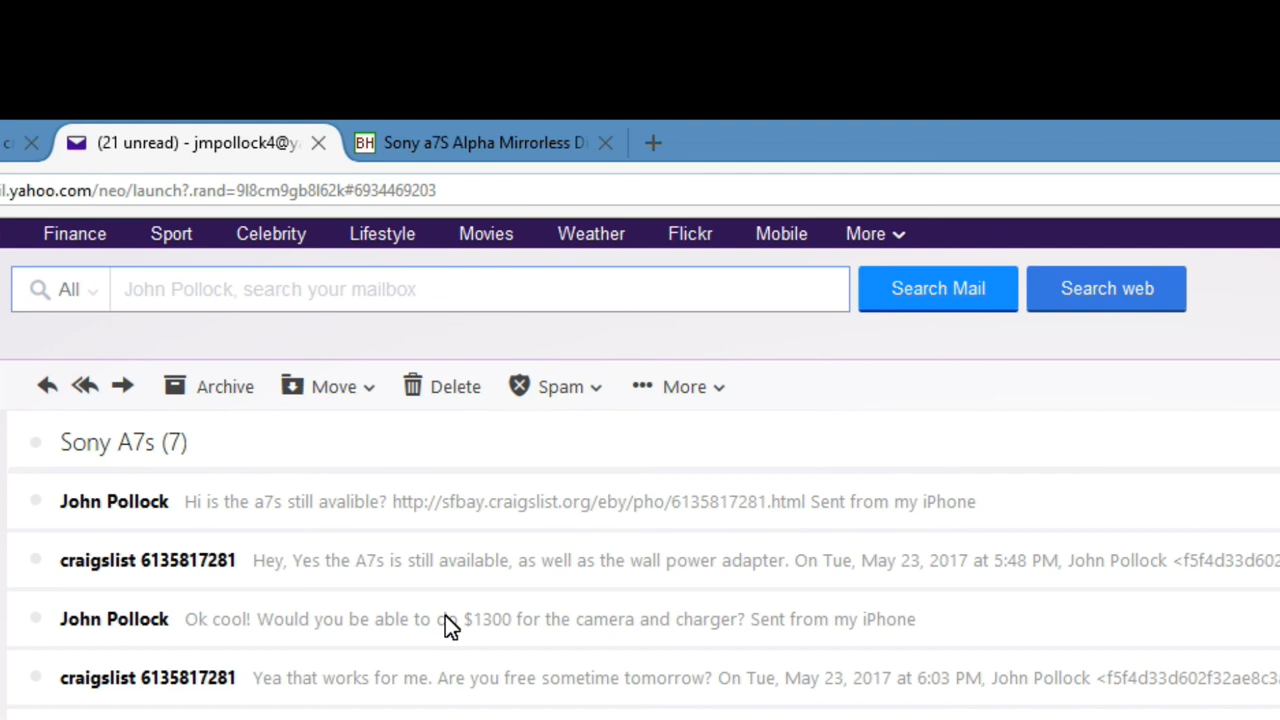 (21 unread) - jmpollock4@y
BH Sony a7S Alpha Mirrorless D
l.yahoo.com/neo/launch?.rand=9l8cm9gb8l62k#6934469203
Finance Sport Celebrity Lifestyle Movies Weather Flickr Mobile More
All John Pollock, search your mailbox Search Mail Search web
Archive Move Delete Spam More
Sony A7s (7)
John Pollock Hi is the a7s still avalible? http://sfbay.craigslist.org/eby/pho/6135817281.html Sent from my iPhone
craigslist 6135817281 Hey, Yes the A7s is still available, as well as the wall power adapter. On Tue, May 23, 2017 at 5:48 PM, John Pollock <f5f4d33d602
John Pollock Ok cool! Would you be able to $1300 for the camera and charger? Sent from my iPhone
craigslist 6135817281 Yea that works for me. Are you free sometime tomorrow? On Tue, May 23, 2017 at 6:03 PM, John Pollock <f5f4d33d602f32ae8c3